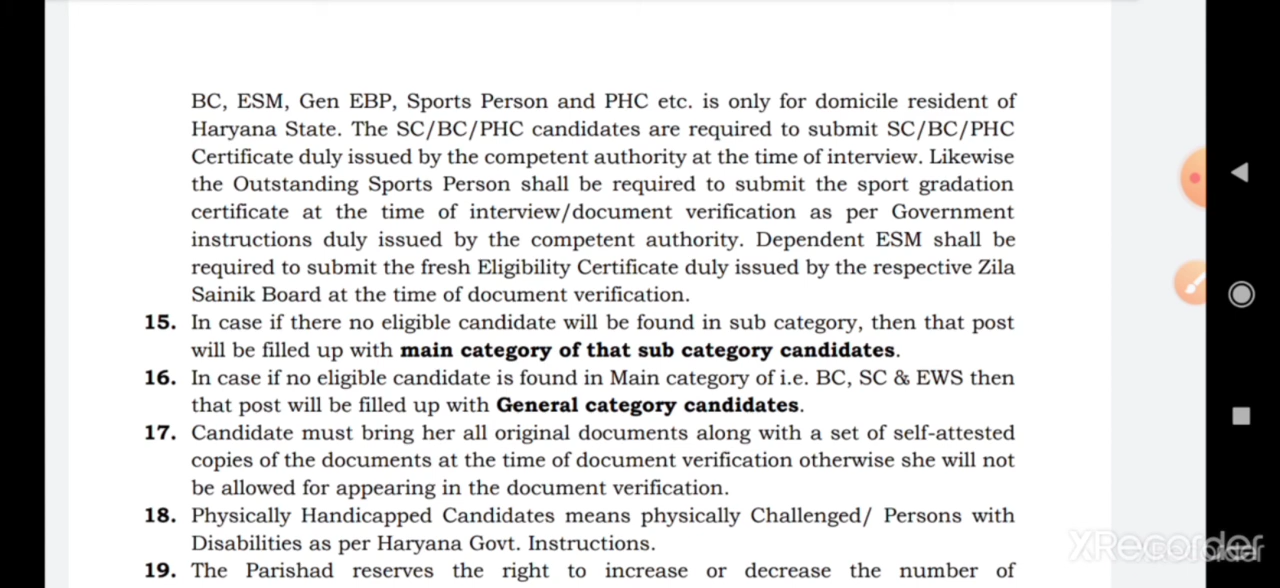 BC, ESM, Gen EBP, Sports Person and PHC etc. is only for domicile resident of
Haryana State. The SC/BC/PHC candidates are required to submit SC/BC/PHC
Certificate duly issued by the competent authority at the time of interview. Likewise
the Outstanding Sports Person shall be required to submit the sport gradation
certificate at the time of interview/document verification as per Government
instructions duly issued by the competent authority. Dependent ESM shall be
required to submit the fresh Eligibility Certificate duly issued by the respective Zila
Sainik Board at the time of document verification.
15. In case if there no eligible candidate will be found in sub category, then that post
will be filled up with main category of that sub category candidates.
16. In case if no eligible candidate is found in Main category of i.e. BC, SC & EWS then
that post will be filled up with General category candidates.
17. Candidate must bring her all original documents along with a set of self-attested
copies of the documents at the time of document verification otherwise she will not
be allowed for appearing in the document verification.
18. Physically Handicapped Candidates means physically Challenged/ Persons with
Disabilities as per Haryana Govt. Instructions.
19. The Parishad reserves the right to increase or decrease the number of
XRecorder